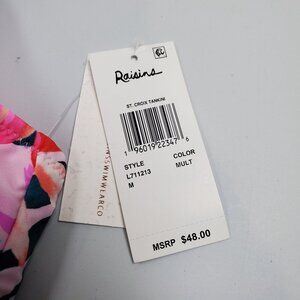 Raisins
ST. CROIX TANKINI
1 96019 22347 6
STYLE COLOR
L711213 MULT
M
MSRP $48.00